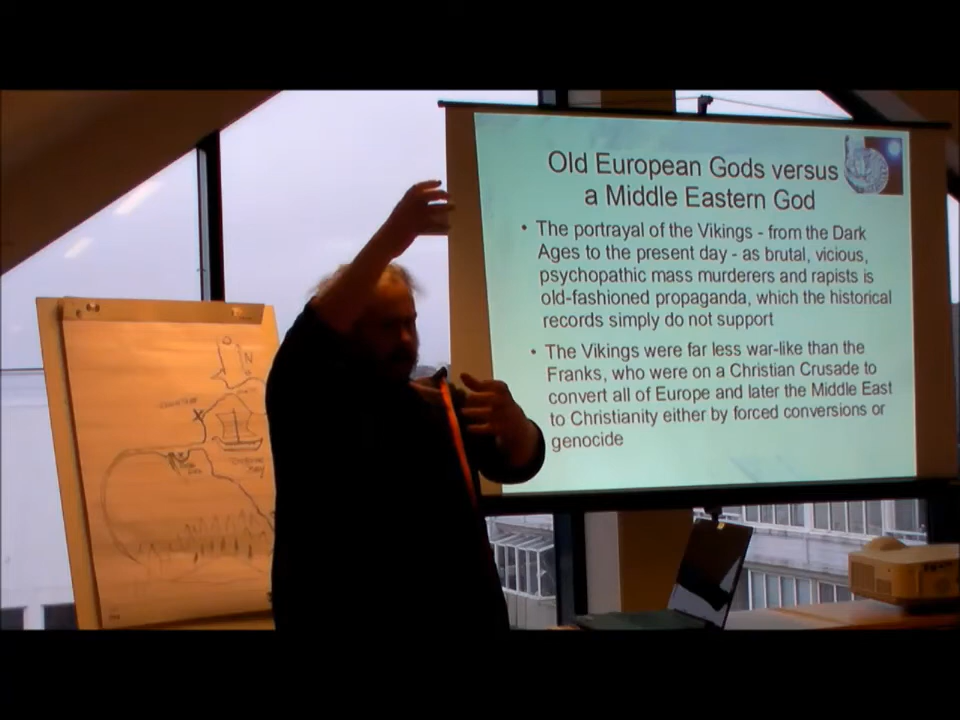 Old European Gods versus
a Middle Eastern God
• The portrayal of the Vikings - from the Dark
Ages to the present day - as brutal, vicious,
psychopathic mass murderers and rapists is
old-fashioned propaganda, which the historical
records simply do not support
• The Vikings were far less war-like than the
Franks, who were on a Christian Crusade to
convert all of Europe and later the Middle East
to Christianity either by forced conversions or
genocide
N
X